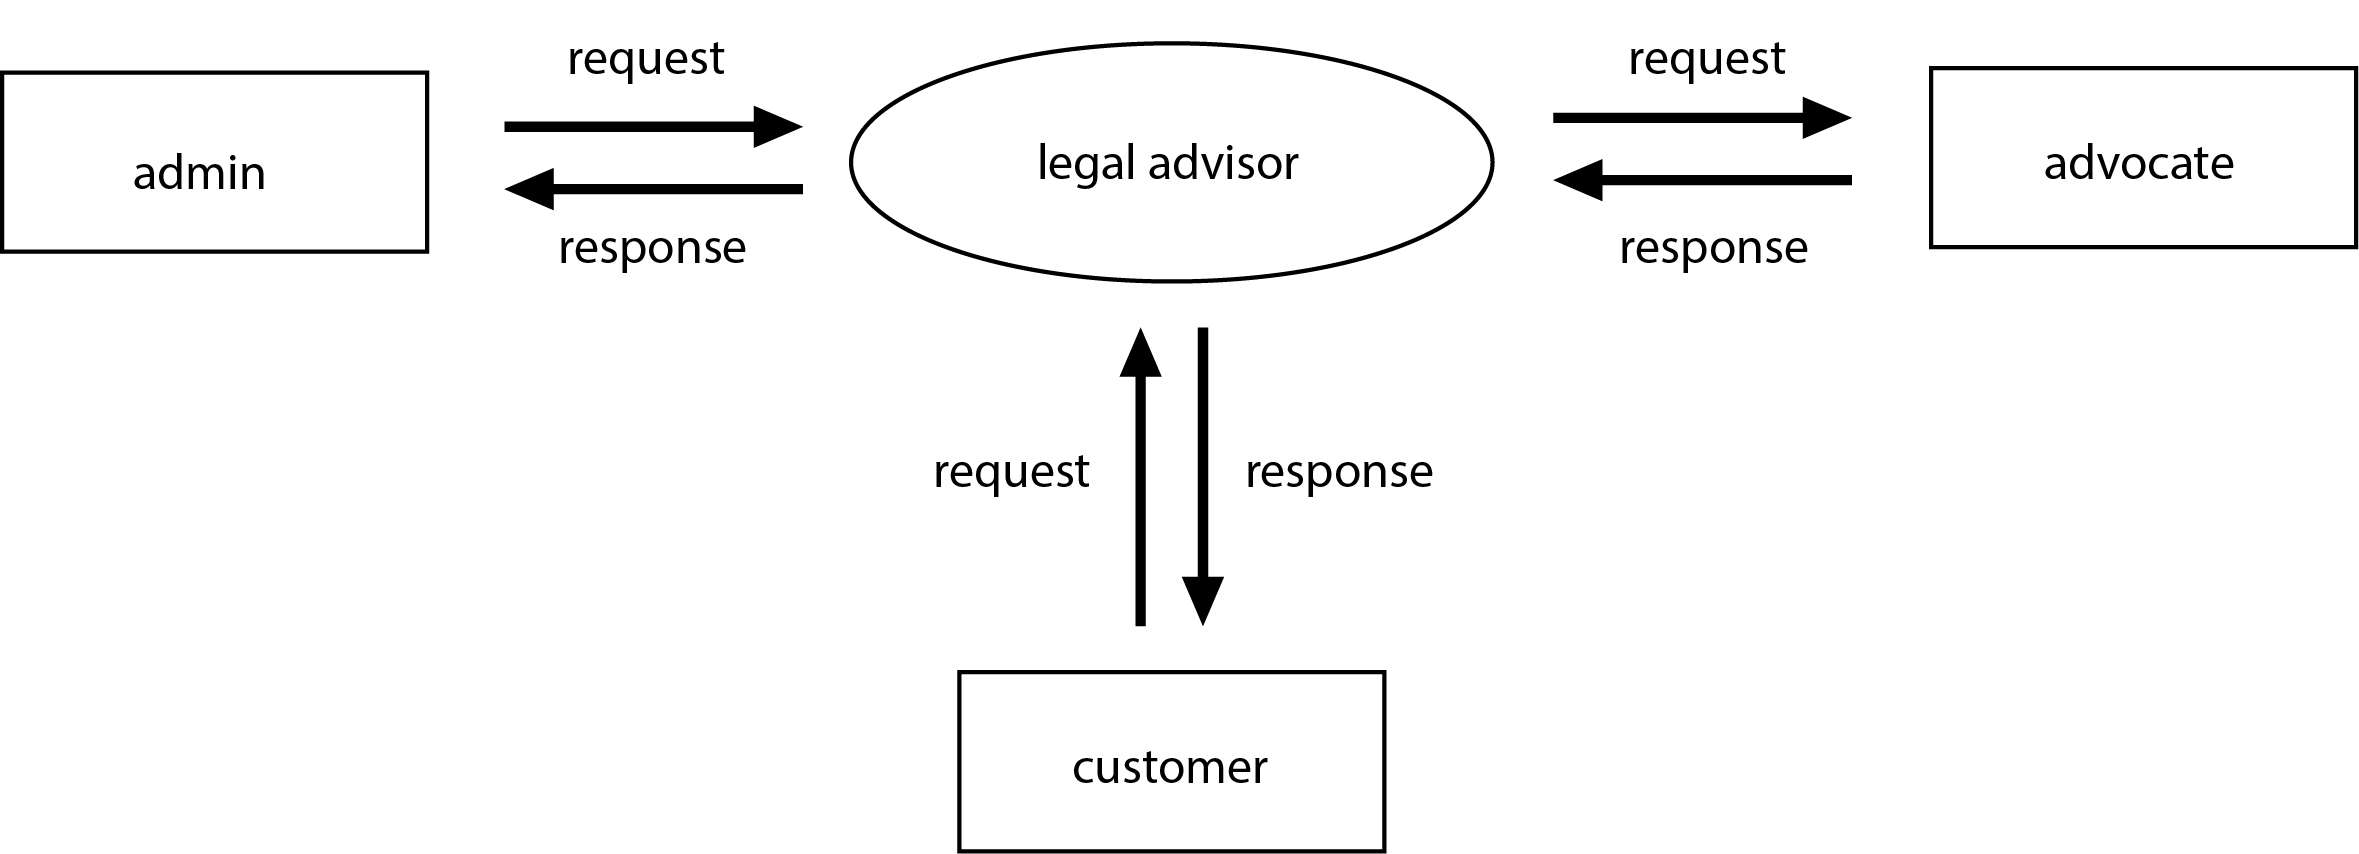 request
request
admin
legal advisor
advocate
response
response
request
response
customer